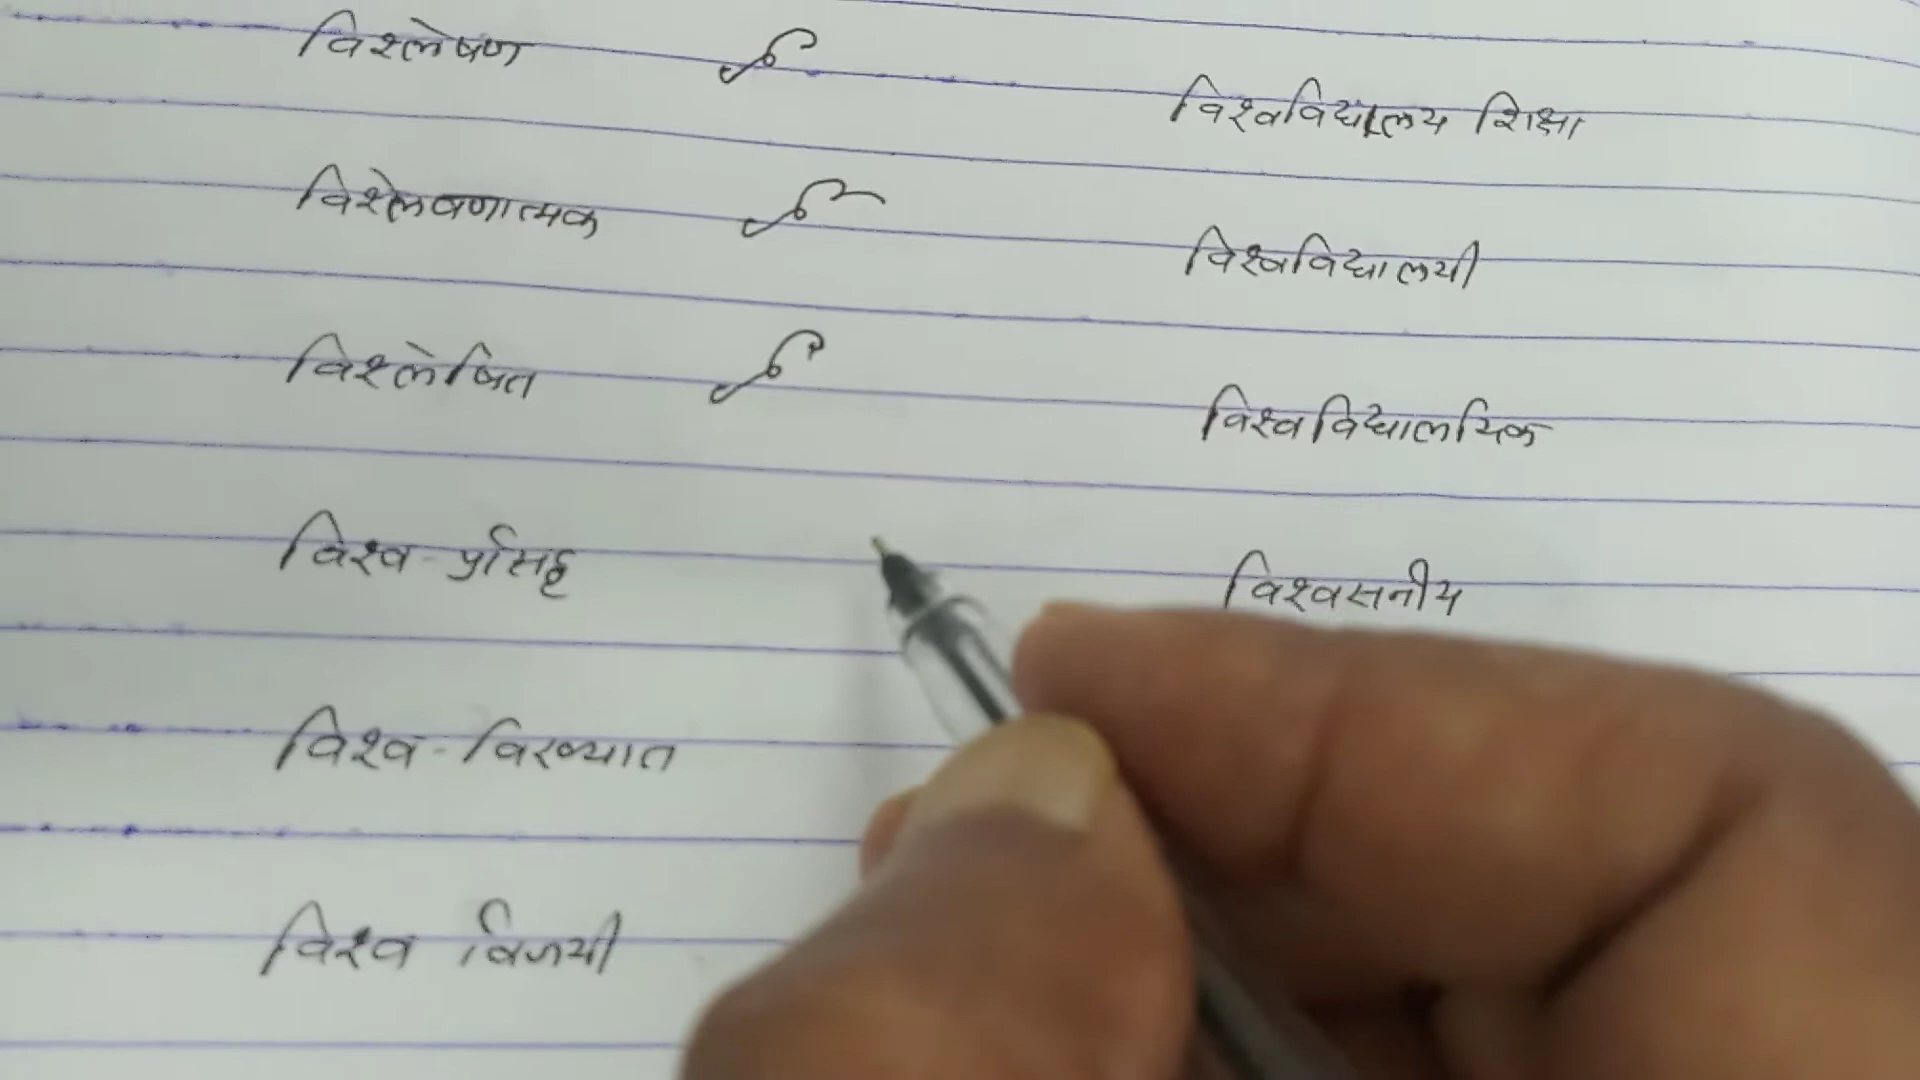 विश्लेषण
विश्लेषणात्मक
विश्लेषित
विश्व-प्रसिद्ध
विश्व-विख्यात
विश्व विजयी
विश्वविद्यालय शिक्षा
विश्वविद्यालयी
विश्वविद्यालयिक
विश्वसनीय